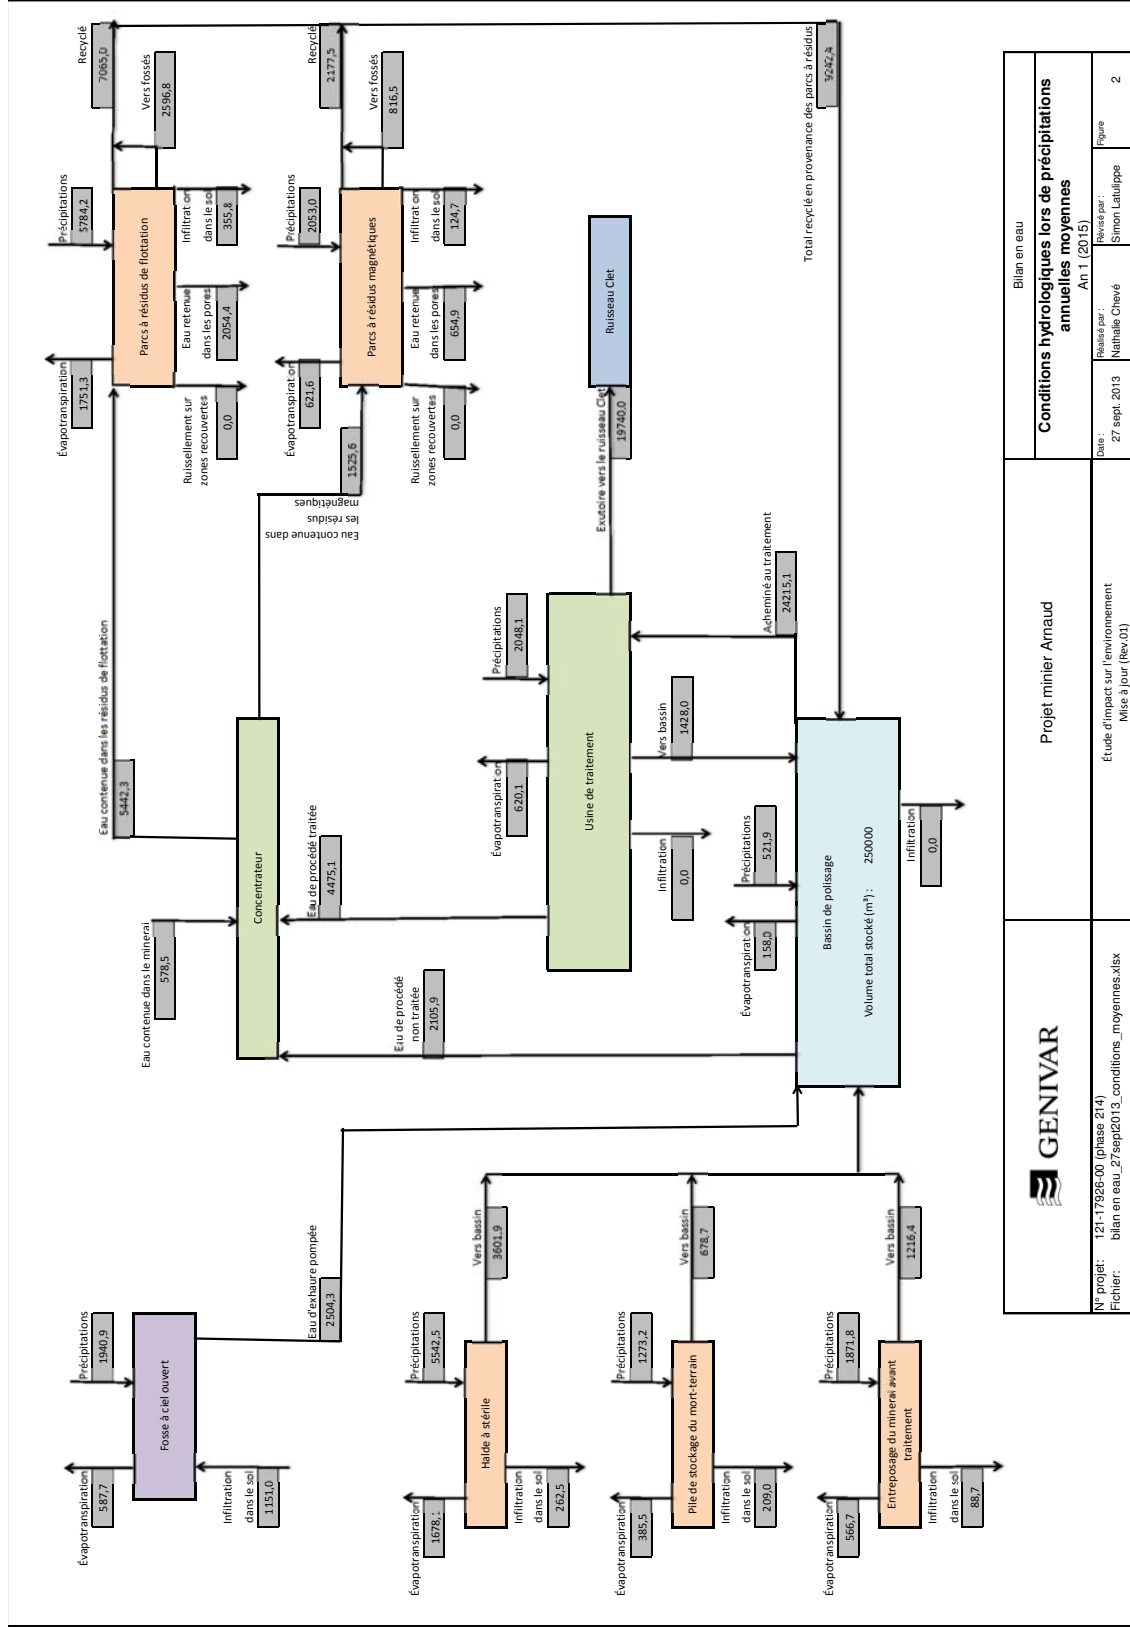 Évapotranspiration
587,7
Précipitations
1940,9
Fosse à ciel ouvert
Infiltration
dans le sol
1151,0
Eau d'exhaure pompée
2504,3
Évapotranspiration
1678,1
Précipitations
5542,5
Halde à stérile
Infiltration
dans le sol
262,5
Vers bassin
3601,9
Évapotranspiration
385,5
Précipitations
1273,2
Pile de stockage du mort-terrain
Infiltration
dans le sol
209,0
Vers bassin
678,7
Évapotranspiration
566,7
Précipitations
1871,8
Entreposage du minerai avant
traitement
Infiltration
dans le sol
88,7
Vers bassin
1216,4
Eau contenue dans le minerai
578,5
Concentrateur
Eau de procédé
non traitée
2105,9
Eau de procédé traitée
4475,1
Eau contenue dans les résidus de flottation
5442,3
Eau contenue dans
les résidus
magnétiques
1525,6
Évapotranspiration
620,1
Précipitations
2048,1
Usine de traitement
Infiltration
0,0
Vers bassin
1428,0
Acheminé au traitement
24215,1
Exutoire vers le ruisseau Clet
19740,0
Ruisseau Clet
Évapotranspiration
158,0
Précipitations
521,9
Bassin de polissage
Volume total stocké (m³) : 250000
Infiltration
0,0
Évapotranspiration
1751,3
Précipitations
5784,2
Parcs à résidus de flottation
Ruissellement sur
zones recouvertes
0,0
Eau retenue
dans les pores
2054,4
Infiltration
dans le sol
355,8
Vers fossés
2596,8
Recyclé
7065,0
Évapotranspiration
621,6
Précipitations
2053,0
Parcs à résidus magnétiques
Ruissellement sur
zones recouvertes
0,0
Eau retenue
dans les pores
654,9
Infiltration
dans le sol
124,7
Vers fossés
816,5
Recyclé
2177,5
Total recyclé en provenance des parcs à résidus
9242,4
GENIVAR
N° projet: 121-17926-00 (phase 214)
Fichier: bilan en eau_27sept2013_conditions_moyennes.xlsx
Projet minier Arnaud
Étude d'impact sur l'environnement
Mise à jour (Rev.01)
Bilan en eau
Conditions hydrologiques lors de précipitations
annuelles moyennes
An 1 (2015)
Date :
27 sept. 2013
Réalisé par :
Nathalie Chevé
Révisé par :
Simon Latulippe
Figure
2